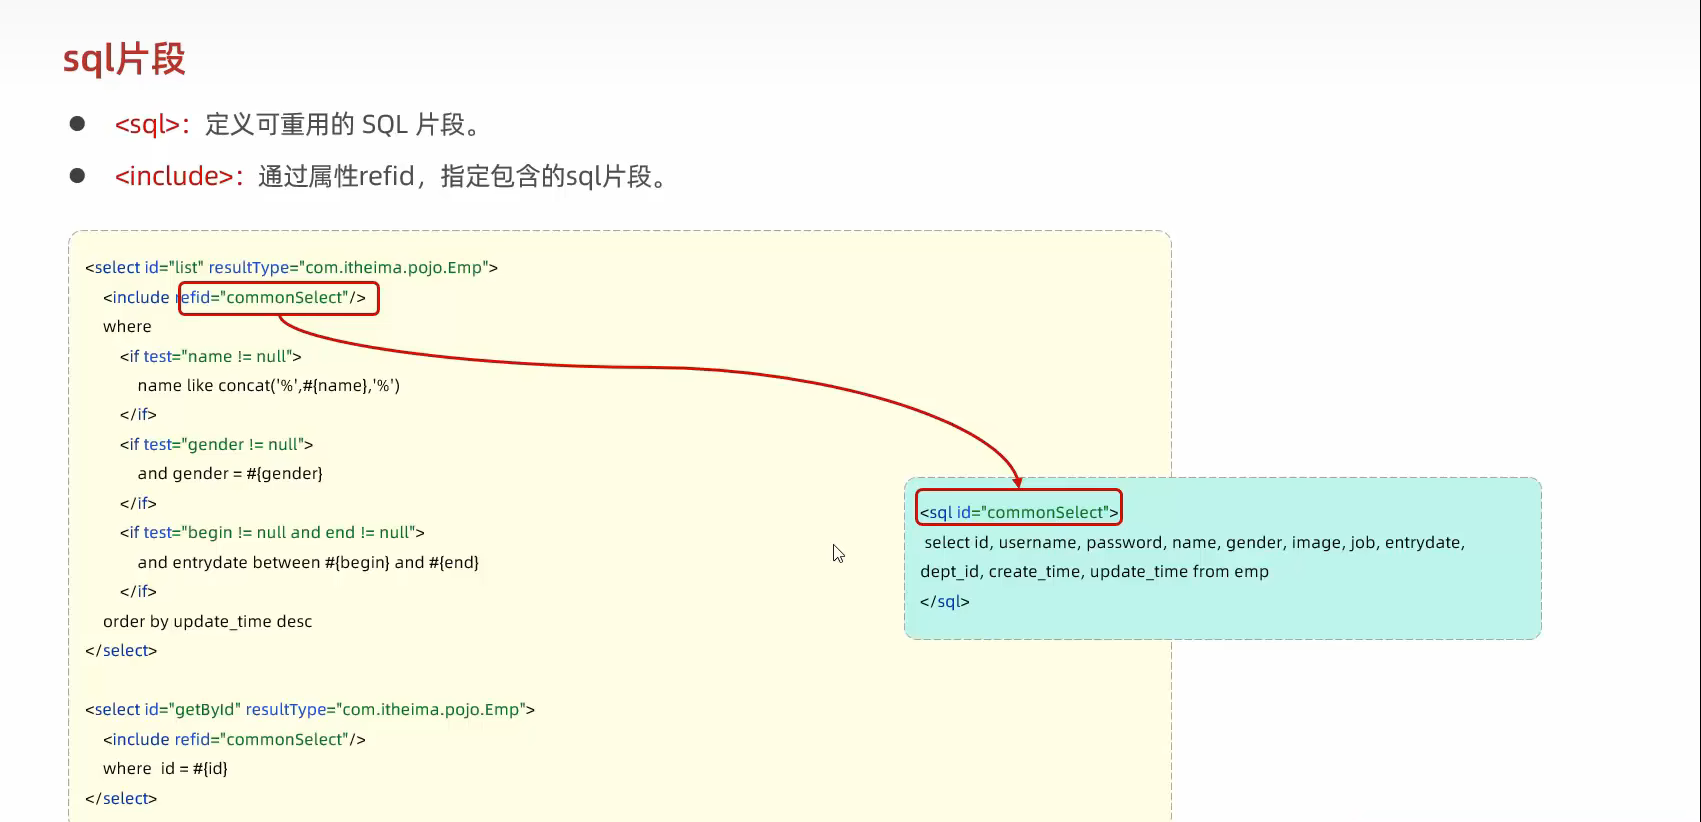 sql片段
<sql>：定义可重用的 SQL 片段。
<include>：通过属性refid，指定包含的sql片段。
<select id="list" resultType="com.itheima.pojo.Emp">
<include refid="commonSelect"/>
where
<if test="name != null">
name like concat('%',#{name},'%')
</if>
<if test="gender != null">
and gender = #{gender}
</if>
<if test="begin != null and end != null">
and entrydate between #{begin} and #{end}
</if>
order by update_time desc
</select>
<select id="getById" resultType="com.itheima.pojo.Emp">
<include refid="commonSelect"/>
where  id = #{id}
</select>
<sql id="commonSelect">
select id, username, password, name, gender, image, job, entrydate,
dept_id, create_time, update_time from emp
</sql>